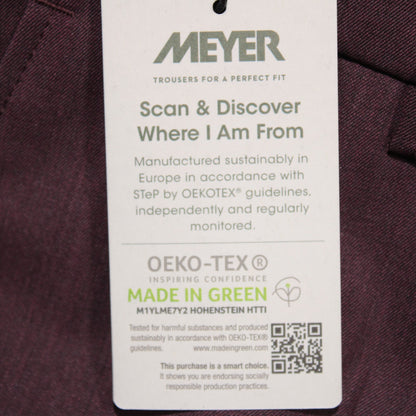 MEYER
TROUSERS FOR A PERFECT FIT
Scan & Discover
Where I Am From
Manufactured sustainably in
Europe in accordance with
STeP by OEKOTEX® guidelines,
independently and regularly
monitored.
OEKO-TEX®
INSPIRING CONFIDENCE
MADE IN GREEN
M1YLME7Y2 HOHENSTEIN HTTI
Tested for harmful substances and produced
sustainably in accordance with OEKO-TEX®
guidelines. www.madeingreen.com
This purchase is a smart choice.
It shows you are endorsing socially
responsible production practices.